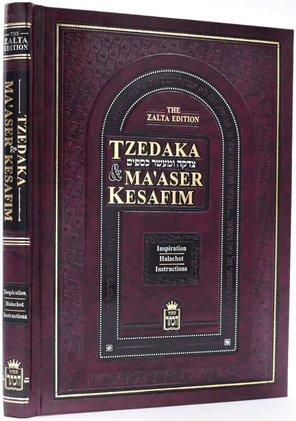 THE
ZALTA EDITION
TZEDAKA
צדקה ומעשר כספים
& MA'ASER
KESAFIM
Inspiration
Halachot
Instructions
THE
ZALTA EDITION
TZEDAKA
&
MA'ASER KESAFIM
Inspiration
Halachot
Instructions